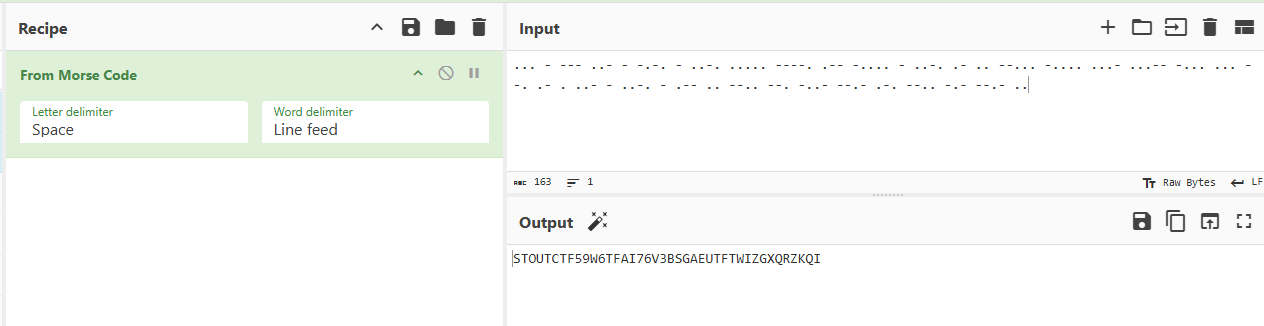 Recipe
From Morse Code
Letter delimiter
Space
Word delimiter
Line feed
Input
... - --- ..- - -.-. - ..-. ..... ----. .-- -.... - ..-. .- .. --... -.... ...- ...-- -... ... -
-. .- . ..- - ..-. - .-- .. --.. --. -..- --.- .-. --.. -.- --.- ..
ABC 163 1 Raw Bytes LF
Output
STOUTCTF59W6TFAI76V3BSGAEUTFTWIZGXQRZKQI